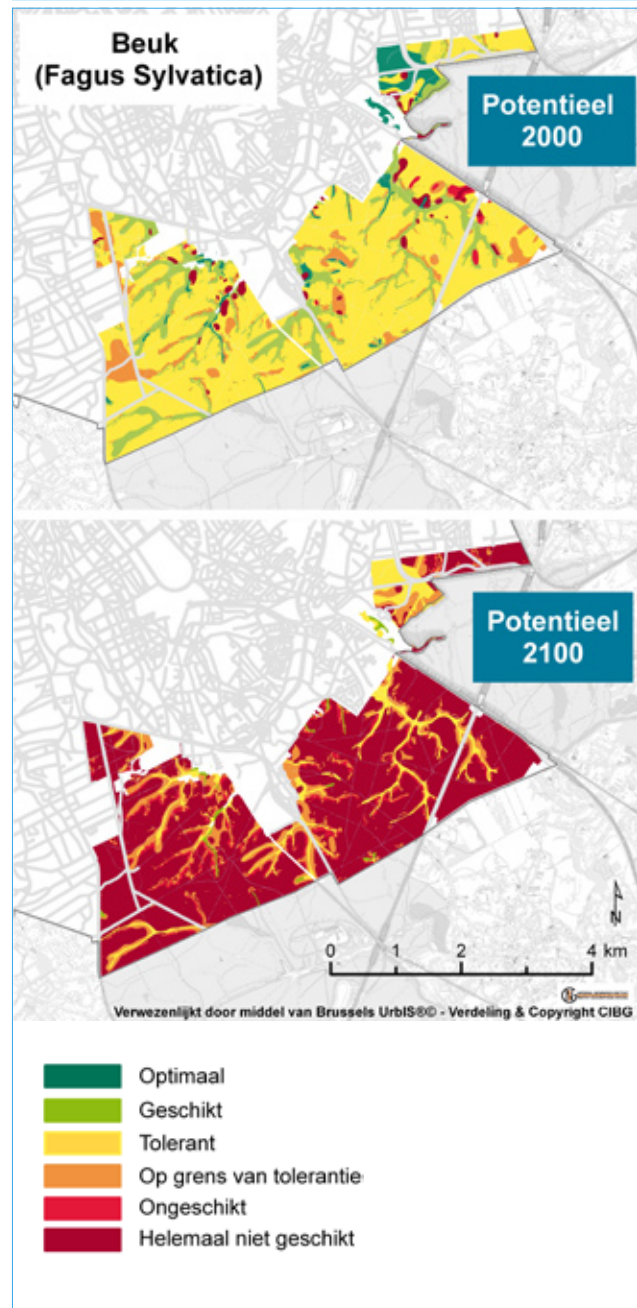 Beuk
(Fagus Sylvatica)
Potentieel
2000
Potentieel
2100
N
0 1 2 4 km
Verwezenlijkt door middel van Brussels UrbIS®© - Verdeling & Copyright CIBG
Optimaal
Geschikt
Tolerant
Op grens van tolerantie
Ongeschikt
Helemaal niet geschikt